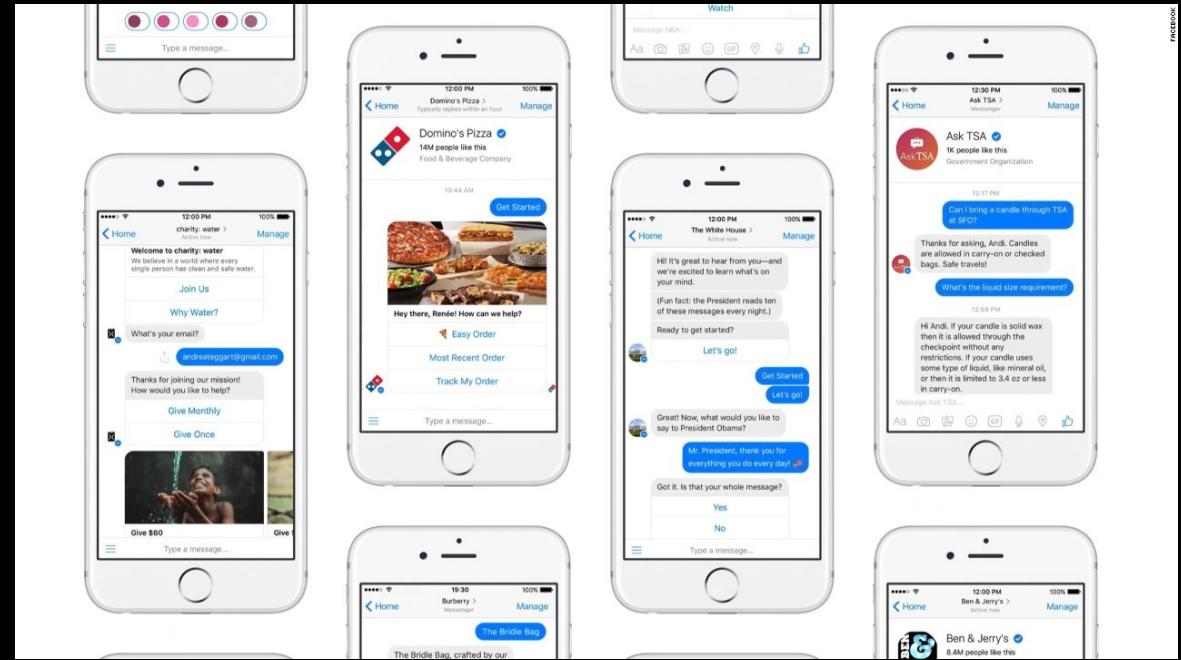 Type a message...
12:00 PM
100%
Home
charity: water >
Active now
Manage
Welcome to charity: water
We believe in a world where every
single person has clean and safe water.
Join Us
Why Water?
What's your email?
andreateggart@gmail.com
Thanks for joining our mission!
How would you like to help?
Give Monthly
Give Once
Give $60
Give $
Type a message...
12:00 PM
100%
Home
Domino's Pizza >
Typically replies within an hour
Manage
Domino's Pizza
14M people like this
Food & Beverage Company
10:44 AM
Get Started
Hey there, Renée! How can we help?
Easy Order
Most Recent Order
Track My Order
Type a message...
19:30
100%
Home
Burberry >
Messenger
Manage
The Bridle Bag
The Bridle Bag, crafted by our
Watch
Message NBA...
Aa
GIF
12:00 PM
100%
Home
The White House >
Active now
Manage
Hi! It's great to hear from you—and
we're excited to learn what's on
your mind.
(Fun fact: the President reads ten
of these messages every night.)
Ready to get started?
Let's go!
Get Started
Let's go!
Great! Now, what would you like to
say to President Obama?
Mr. President, thank you for
everything you do every day!
Got it. Is that your whole message?
Yes
No
Type a message...
12:30 PM
100%
Home
Ask TSA >
Messenger
Manage
AskTSA
Ask TSA
1K people like this
Government Organization
12:17 PM
Can I bring a candle through TSA
at SFO?
Thanks for asking, Andi. Candles
are allowed in carry-on or checked
bags. Safe travels!
What's the liquid size requirement?
12:59 PM
Hi Andi. If your candle is solid wax
then it is allowed through the
checkpoint without any
restrictions. If your candle uses
some type of liquid, like mineral oil,
or then it is limited to 3.4 oz or less
in carry-on.
Message Ask TSA...
Aa
GIF
12:00 PM
100%
Home
Ben & Jerry's >
Active now
Manage
BEN &
Ben & Jerry's
8.4M people like this
FACEBOOK